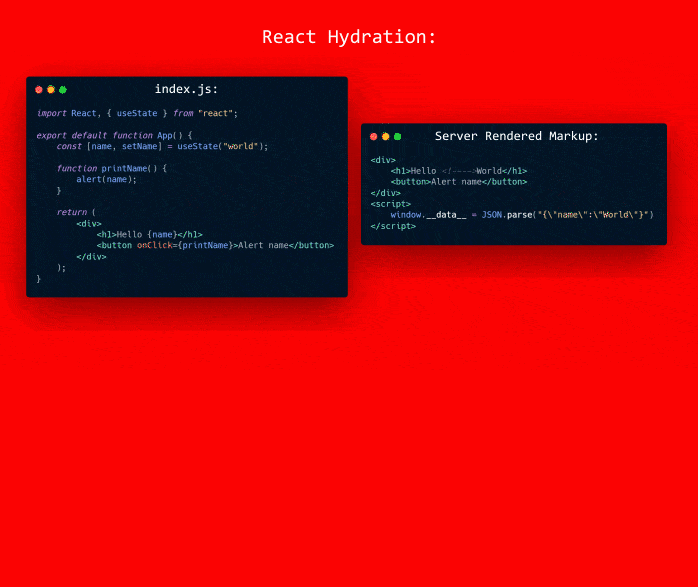 React Hydration:
index.js:
import React, { useState } from "react";
export default function App() {
const [name, setName] = useState("world");
function printName() {
alert(name);
}
return (
<div>
<h1>Hello {name}</h1>
<button onClick={printName}>Alert name</button>
</div>
);
}
Server Rendered Markup:
<div>
<h1>Hello <!---->World</h1>
<button>Alert name</button>
</div>
<script>
window.__data__ = JSON.parse("{\"name\":\"World\"}")
</script>